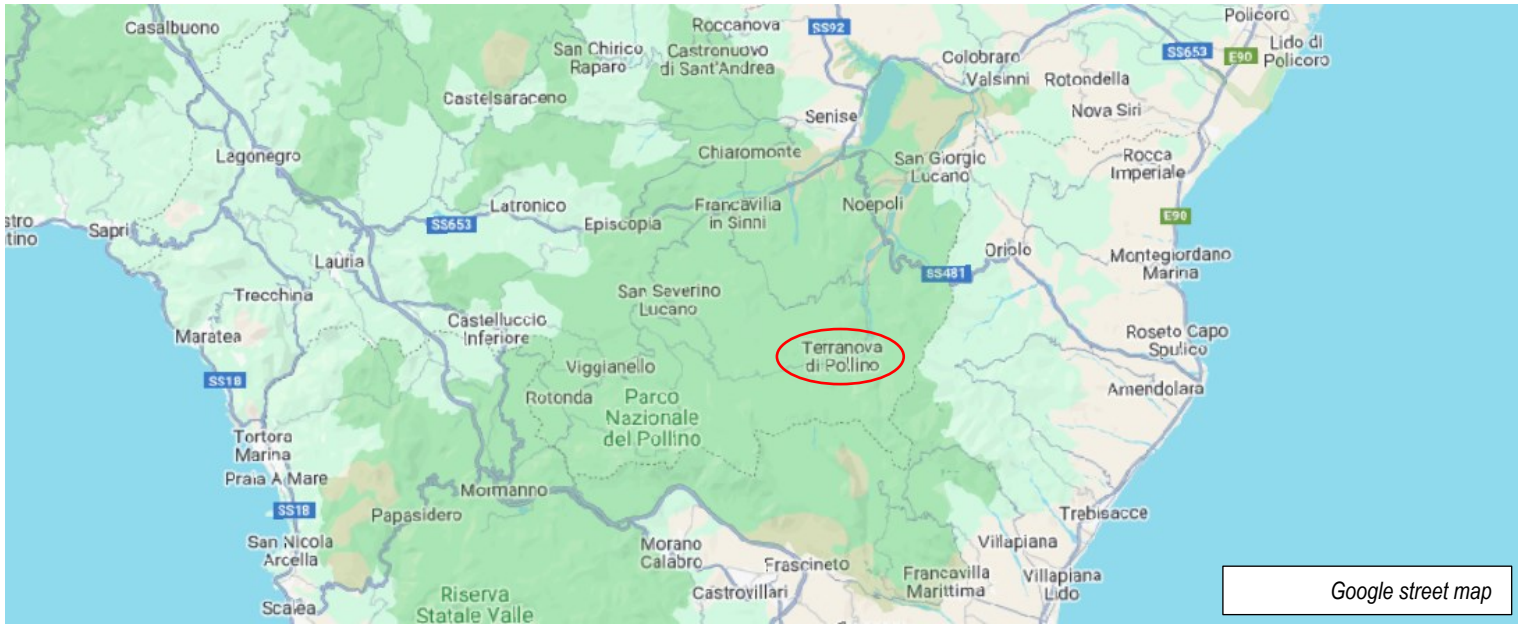 Casalbuono
Roccanova
SS92
Policoro
San Chirico
Raparo
Castronuovo
di Sant'Andrea
Colobraro
SS653
E90
Lido di
Policoro
Valsinni
Rotondella
Castelsaraceno
Nova Siri
Senise
Lagonegro
Chiaromonte
San Giorgio
Lucano
Rocca
Imperiale
Latronico
Francavilla
in Sinni
Noepoli
E90
stro
tino
Sapri
SS653
Episcopia
Oriolo
Montegiordano
Marina
Lauria
SS481
Trecchina
San Severino
Lucano
Castelluccio
Inferiore
Maratea
Roseto Capo
Spulico
Terranova
di Pollino
Viggianello
SS18
Rotonda
Parco
Nazionale
del Pollino
Amendolara
Tortora
Marina
Praia A Mare
Mormanno
SS18
Papasidero
Trebisacce
San Nicola
Arcella
Morano
Calabro
Frascineto
Villapiana
Francavilla
Marittima
Villapiana
Lido
Castrovillari
Scalea
Riserva
Statale Valle
Google street map